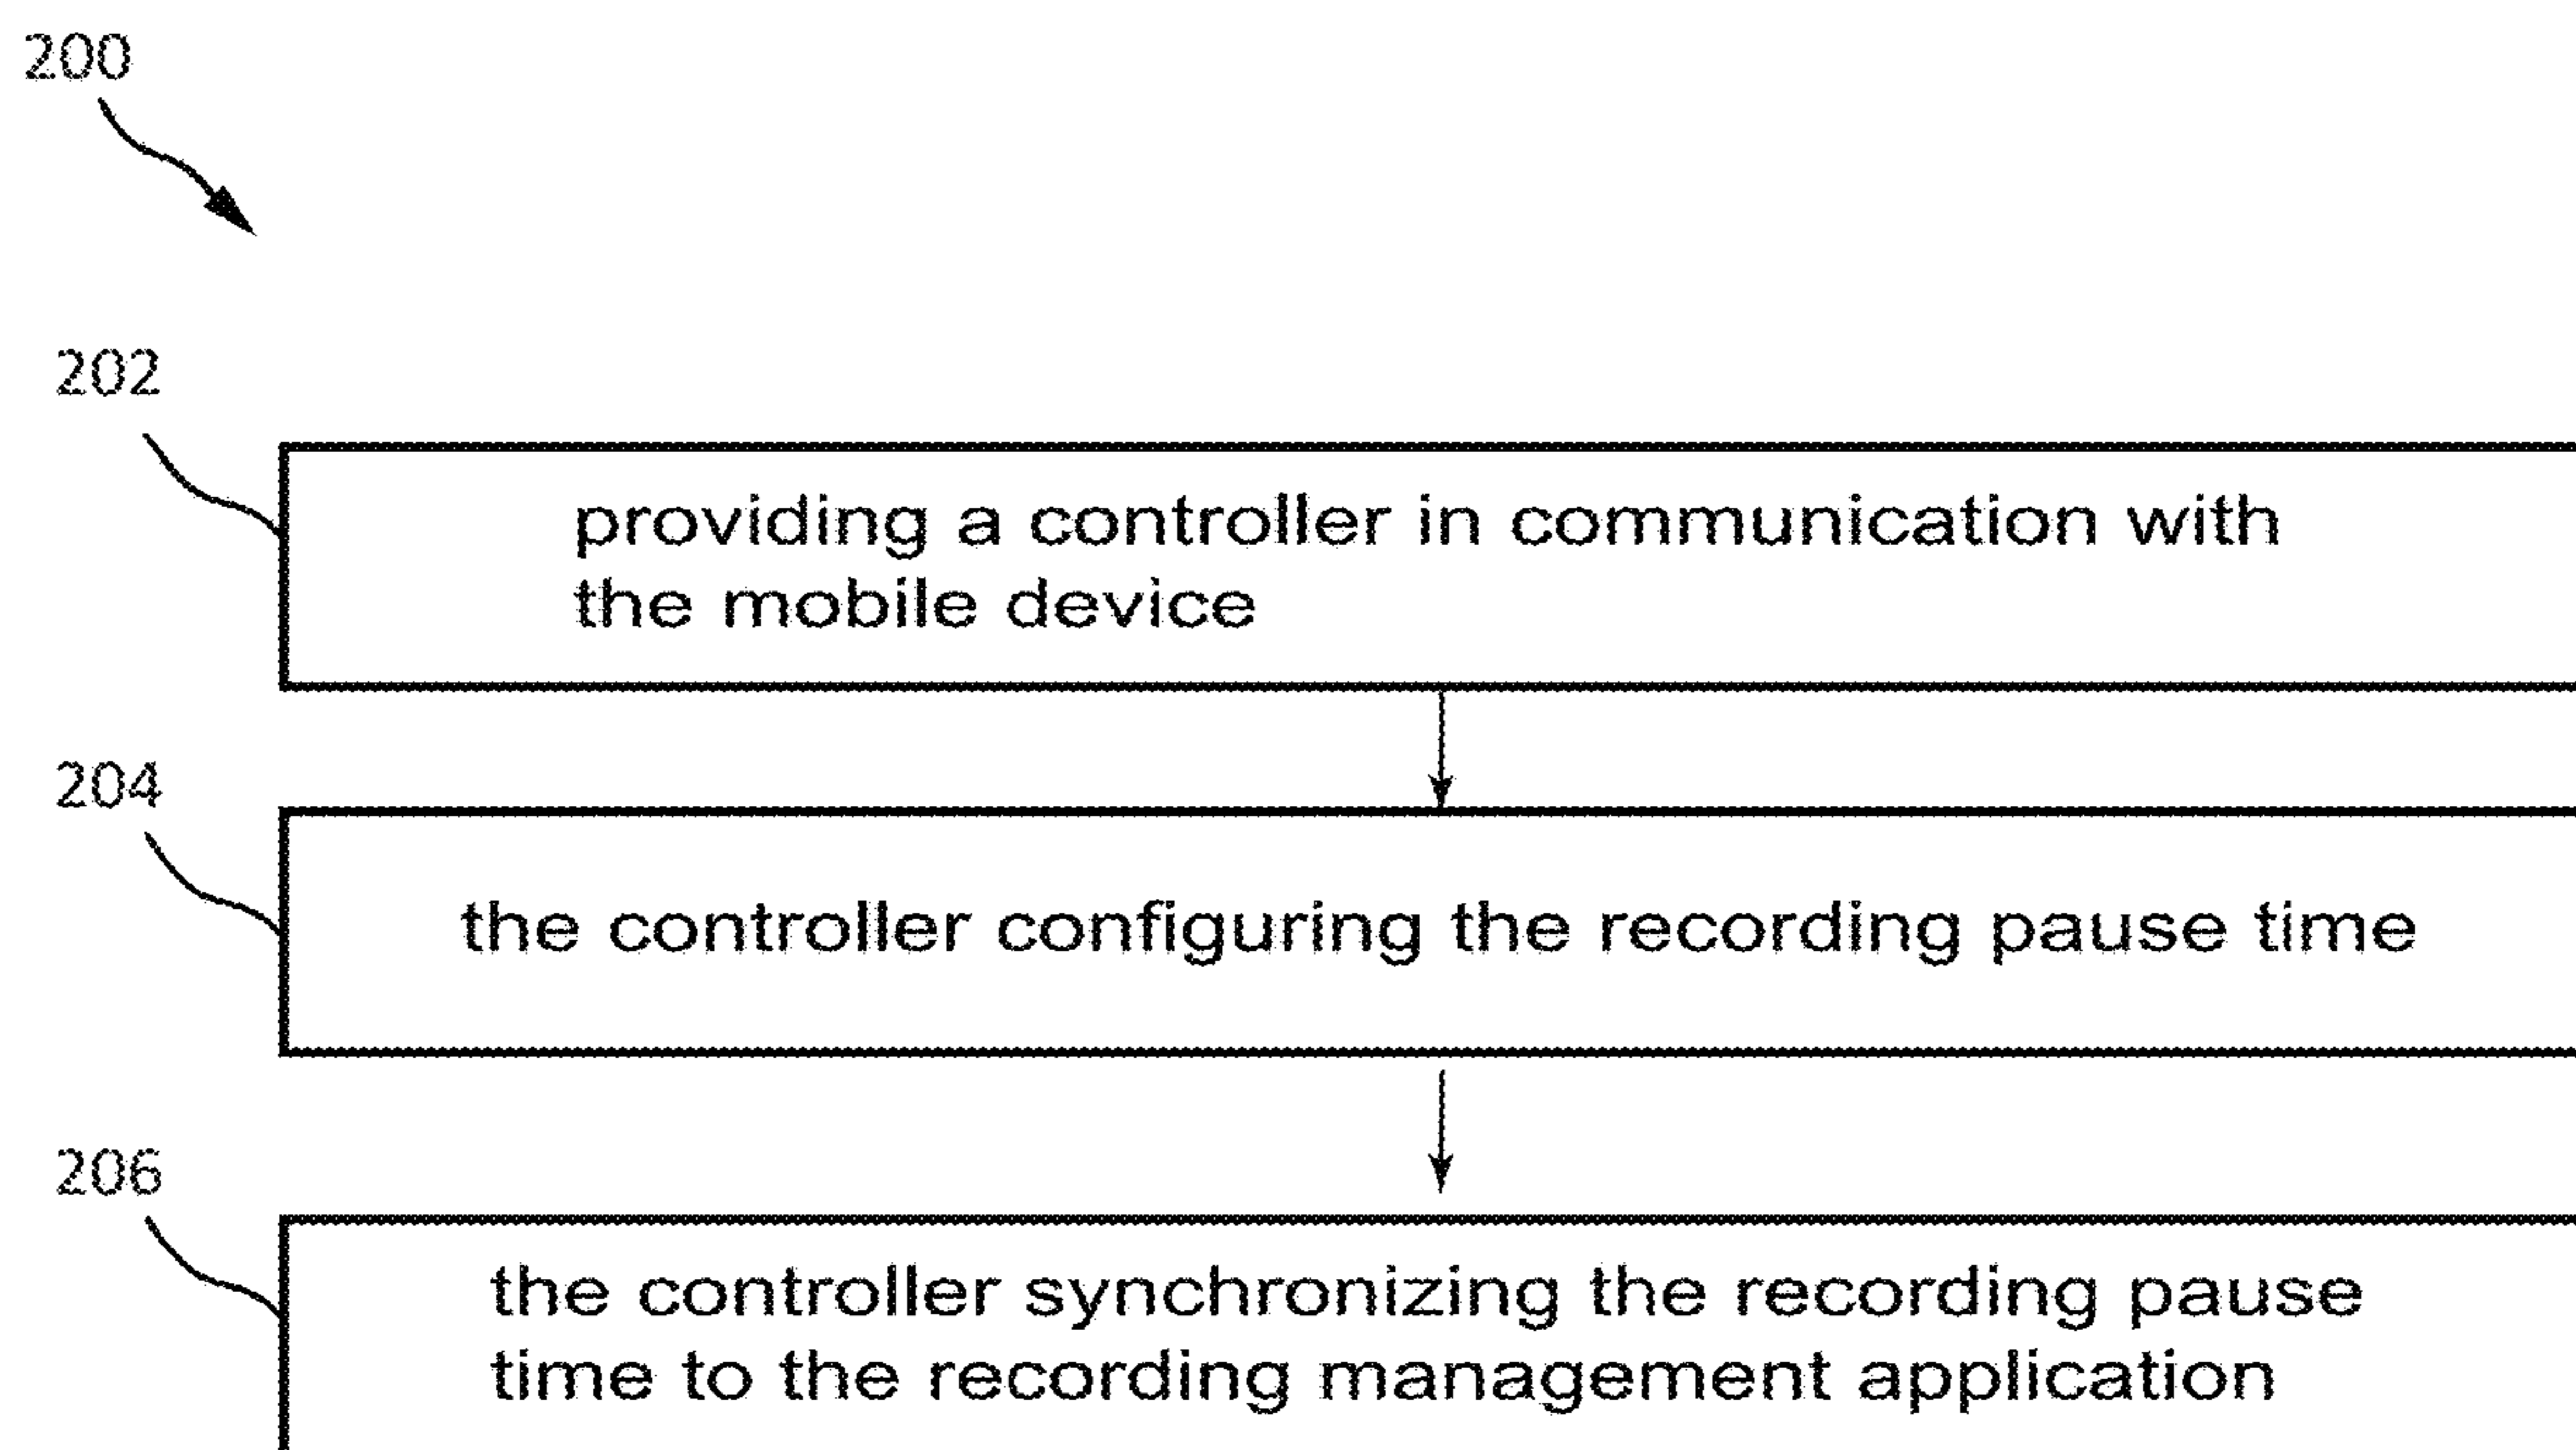 200
202
providing a controller in communication with
the mobile device
204
the controller configuring the recording pause time
206
the controller synchronizing the recording pause
time to the recording management application